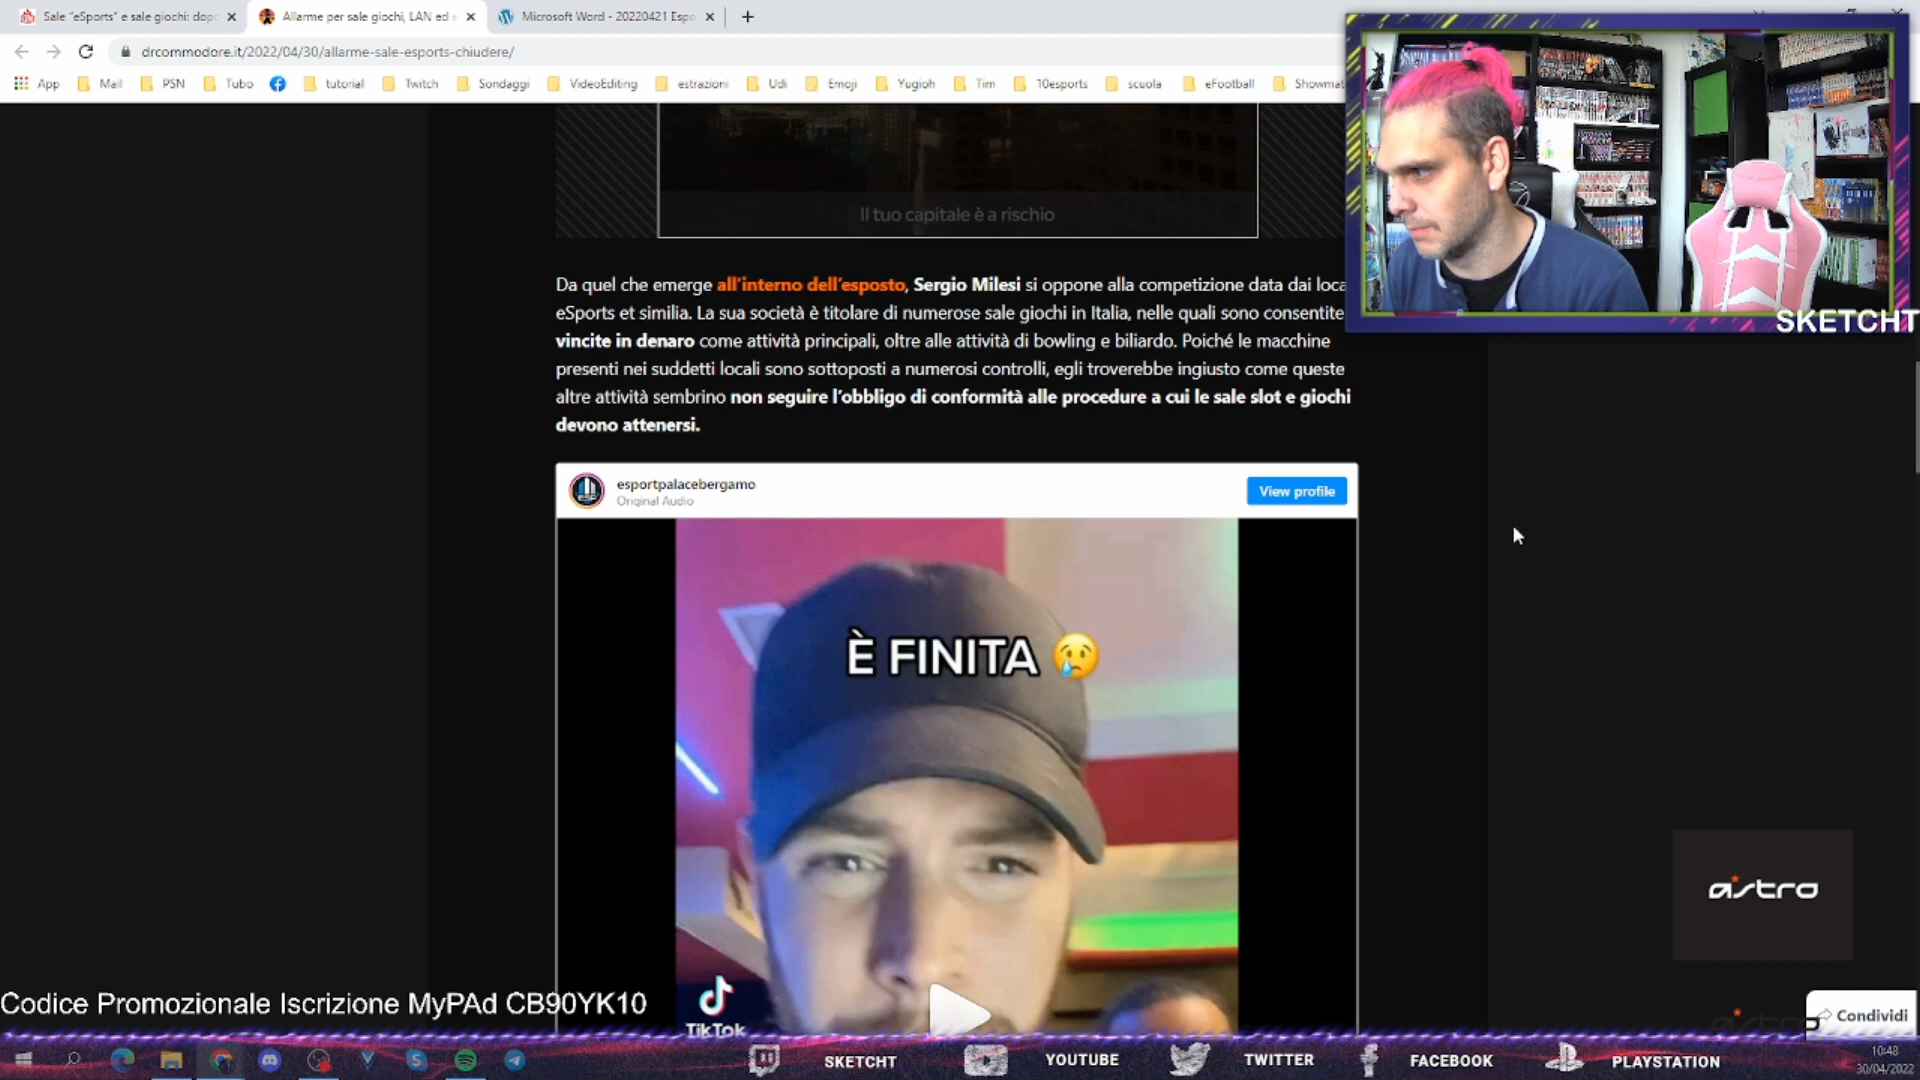 Sale "eSports" e sale giochi: dopo
Allarme per sale giochi, LAN ed e
Microsoft Word - 20220421 Espo
drcommodore.it/2022/04/30/allarme-sale-esports-chiudere/
App
Mail
PSN
Tubo
tutorial
Twitch
Sondaggi
VideoEditing
estrazioni
Udi
Emoji
Yugioh
Tim
10esports
scuola
eFootball
Showmat
SKETCHT
Il tuo capitale è a rischio
Da quel che emerge all'interno dell'esposto, Sergio Milesi si oppone alla competizione data dai loca
eSports et similia. La sua società è titolare di numerose sale giochi in Italia, nelle quali sono consentite
vincite in denaro come attività principali, oltre alle attività di bowling e biliardo. Poiché le macchine
presenti nei suddetti locali sono sottoposti a numerosi controlli, egli troverebbe ingiusto come queste
altre attività sembrino non seguire l'obbligo di conformità alle procedure a cui le sale slot e giochi
devono attenersi.
esportpalacebergamo
Original Audio
View profile
È FINITA 😢
TikTok
astro
Condividi
Codice Promozionale Iscrizione MyPAd CB90YK10
SKETCHT
YOUTUBE
TWITTER
FACEBOOK
PLAYSTATION
10:48
30/04/2022